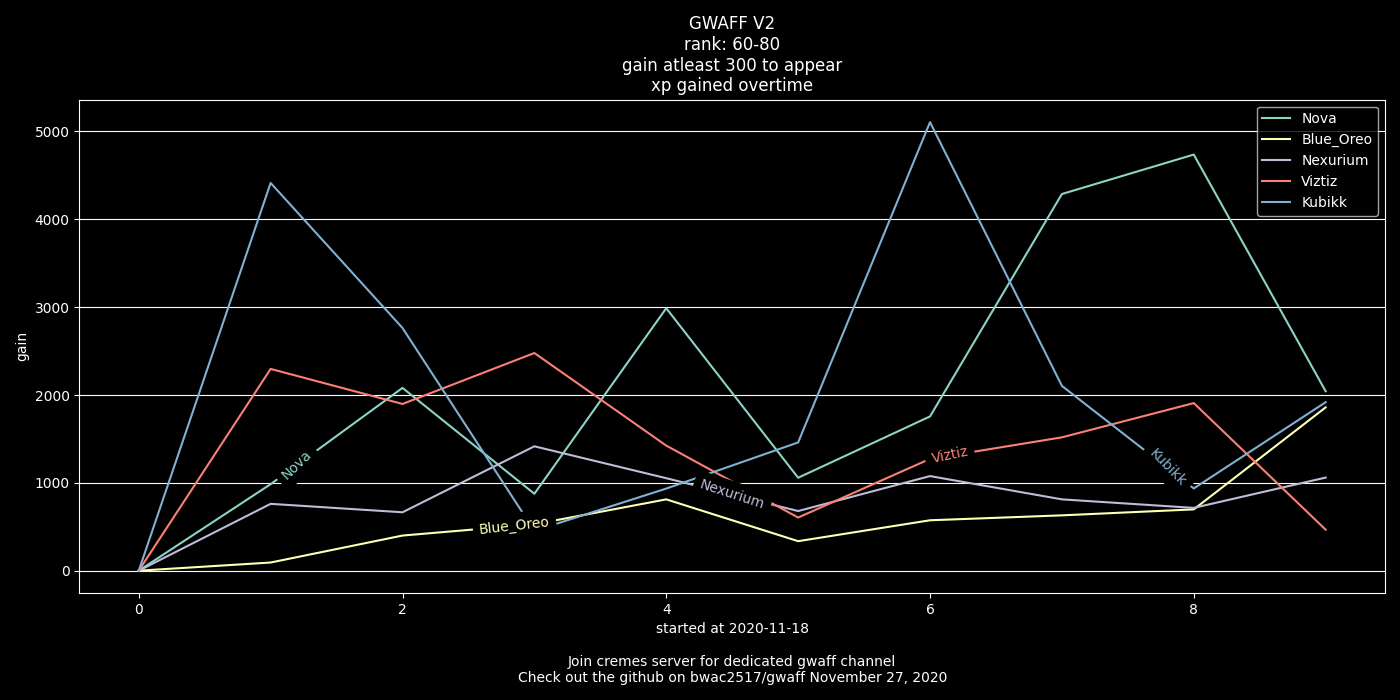 GWAFF V2
rank: 60-80
gain atleast 300 to appear
xp gained overtime
Nova
Blue_Oreo
Nexurium
Viztiz
Kubikk
5000
4000
3000
2000
1000
0
gain
Nova
Blue_Oreo
Nexurium
Viztiz
Kubikk
0 2 4 6 8
started at 2020-11-18
Join cremes server for dedicated gwaff channel
Check out the github on bwac2517/gwaff November 27, 2020